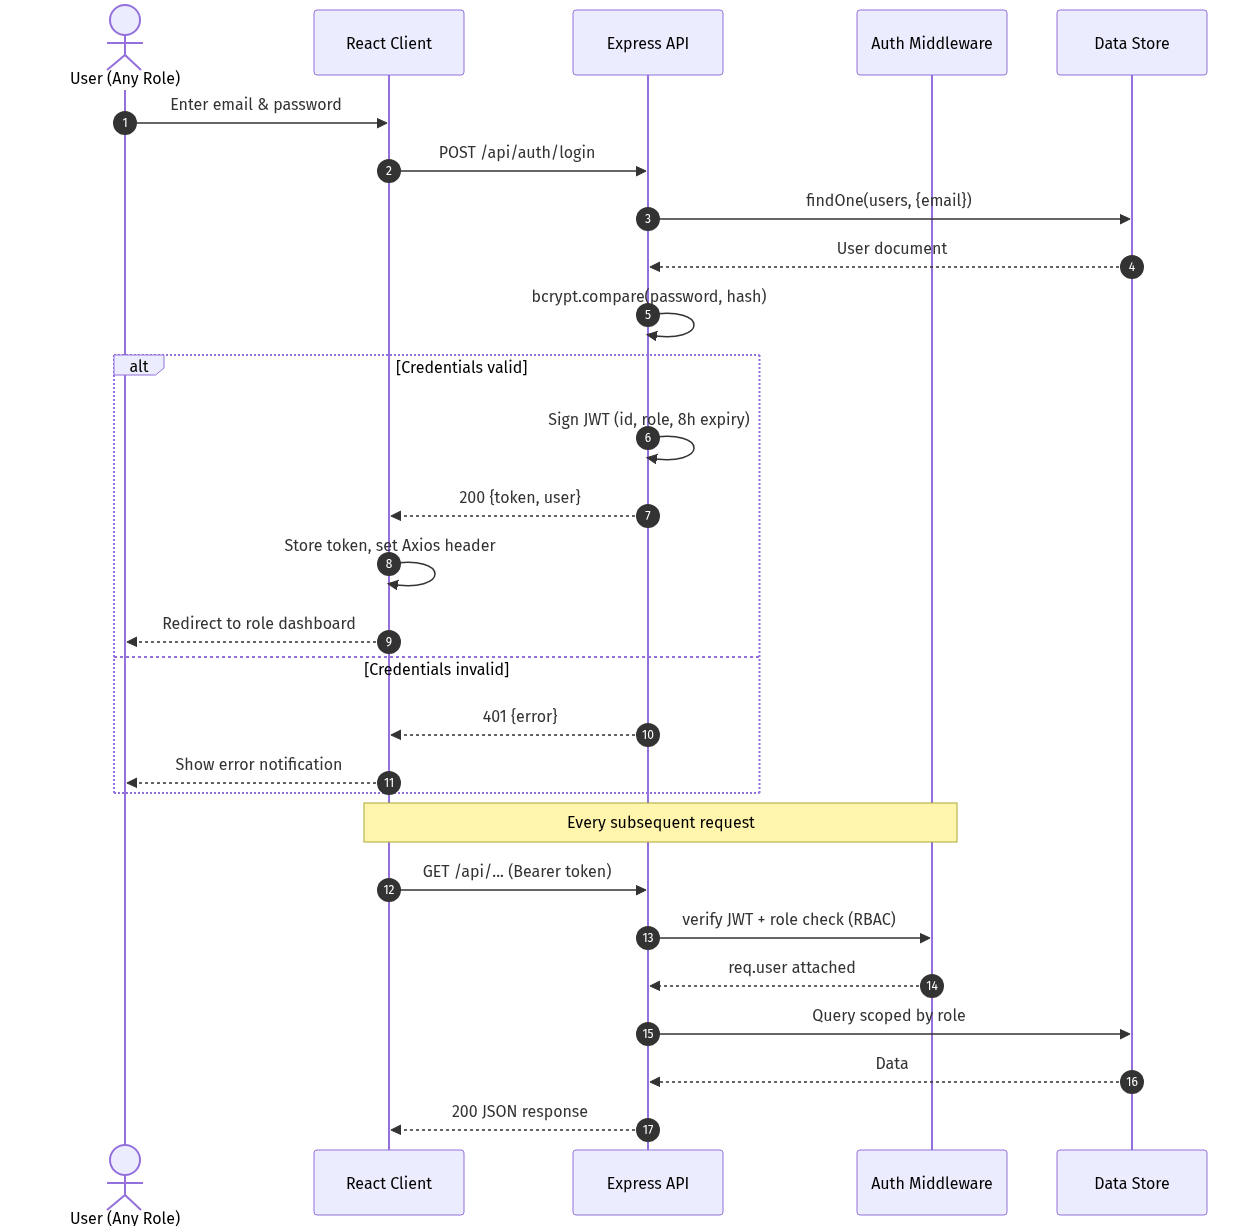 User (Any Role)
React Client
Express API
Auth Middleware
Data Store
Enter email & password
1
POST /api/auth/login
2
findOne(users, {email})
3
User document
4
bcrypt.compare(password, hash)
5
alt
[Credentials valid]
Sign JWT (id, role, 8h expiry)
6
200 {token, user}
7
Store token, set Axios header
8
Redirect to role dashboard
9
[Credentials invalid]
401 {error}
10
Show error notification
11
Every subsequent request
GET /api/... (Bearer token)
12
verify JWT + role check (RBAC)
13
req.user attached
14
Query scoped by role
15
Data
16
200 JSON response
17
User (Any Role)
React Client
Express API
Auth Middleware
Data Store